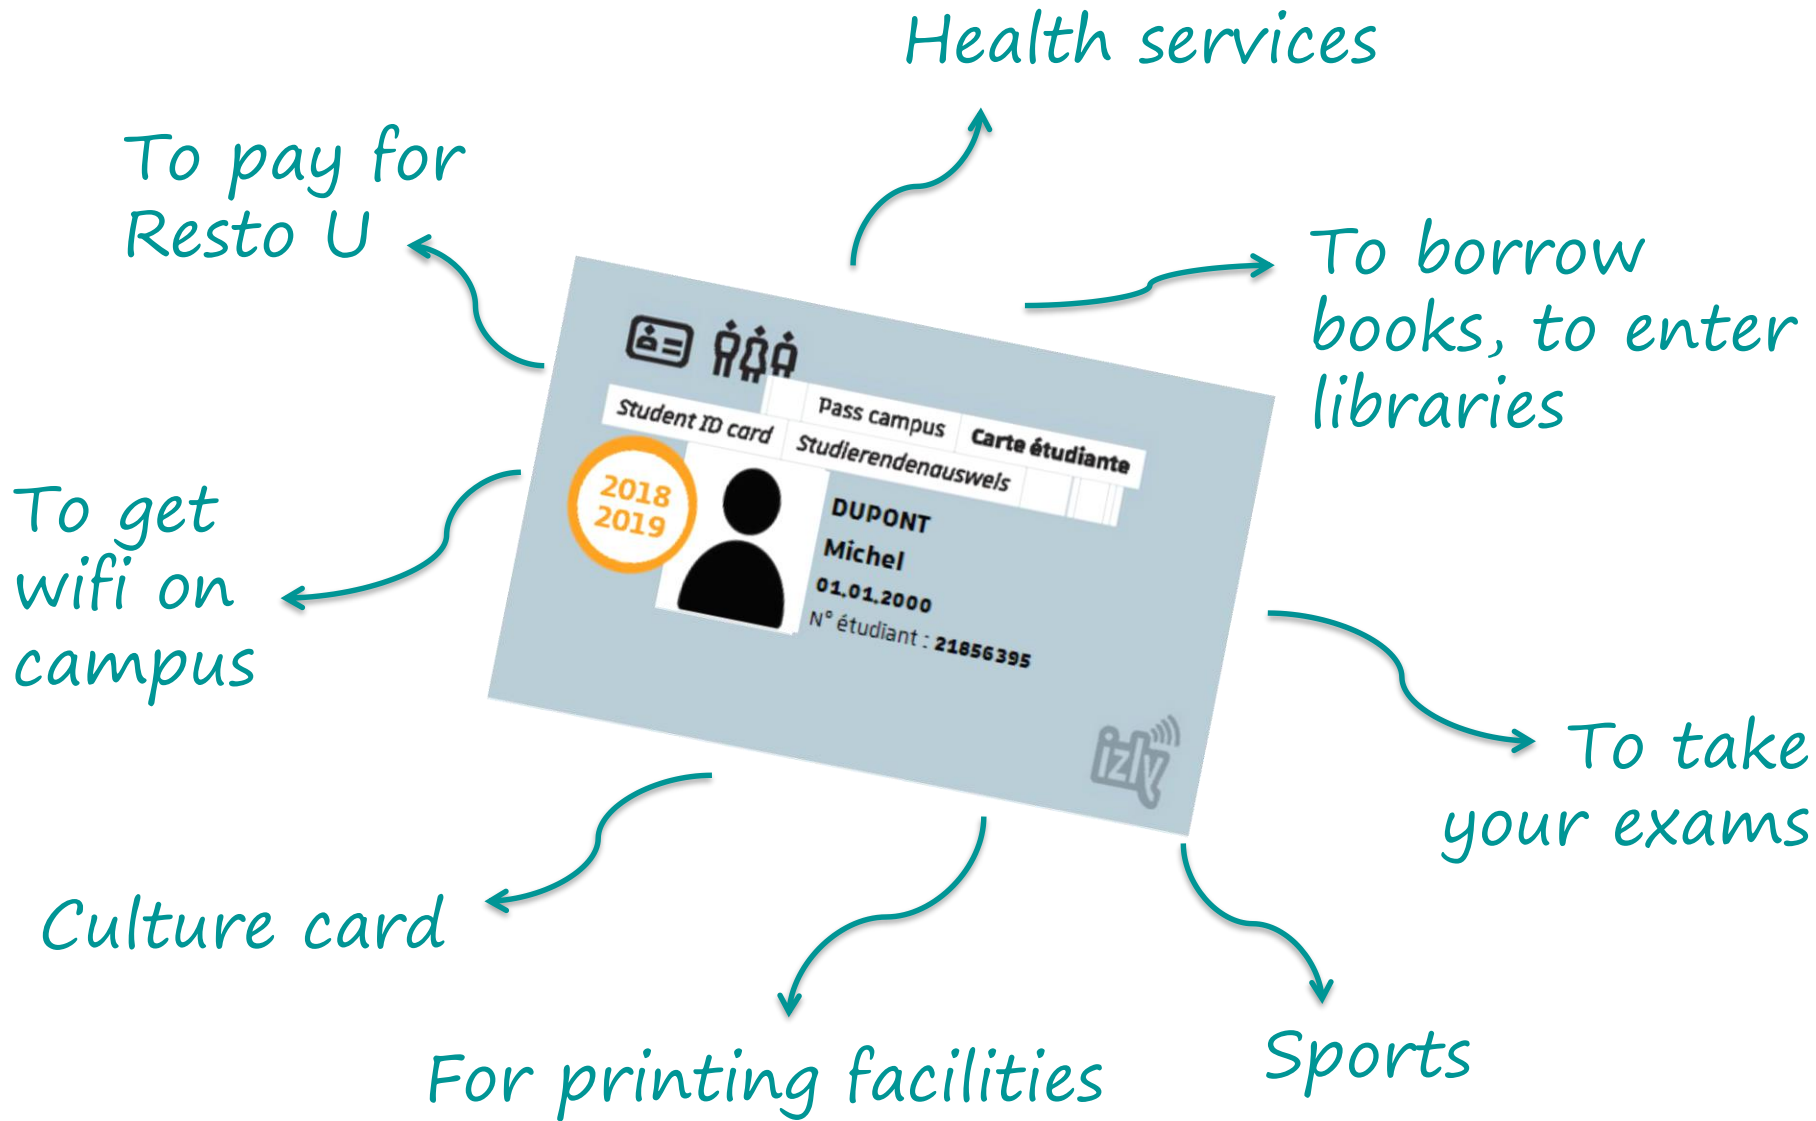 Health services
To pay for
Resto U
To borrow
books, to enter
libraries
Pass campus Carte étudiante
Student ID card Studierendenausweis
2018
2019
DUPONT
Michel
01.01.2000
N° étudiant : 21856395
izly
To get
wifi on
campus
To take
your exams
Culture card
For printing facilities
Sports